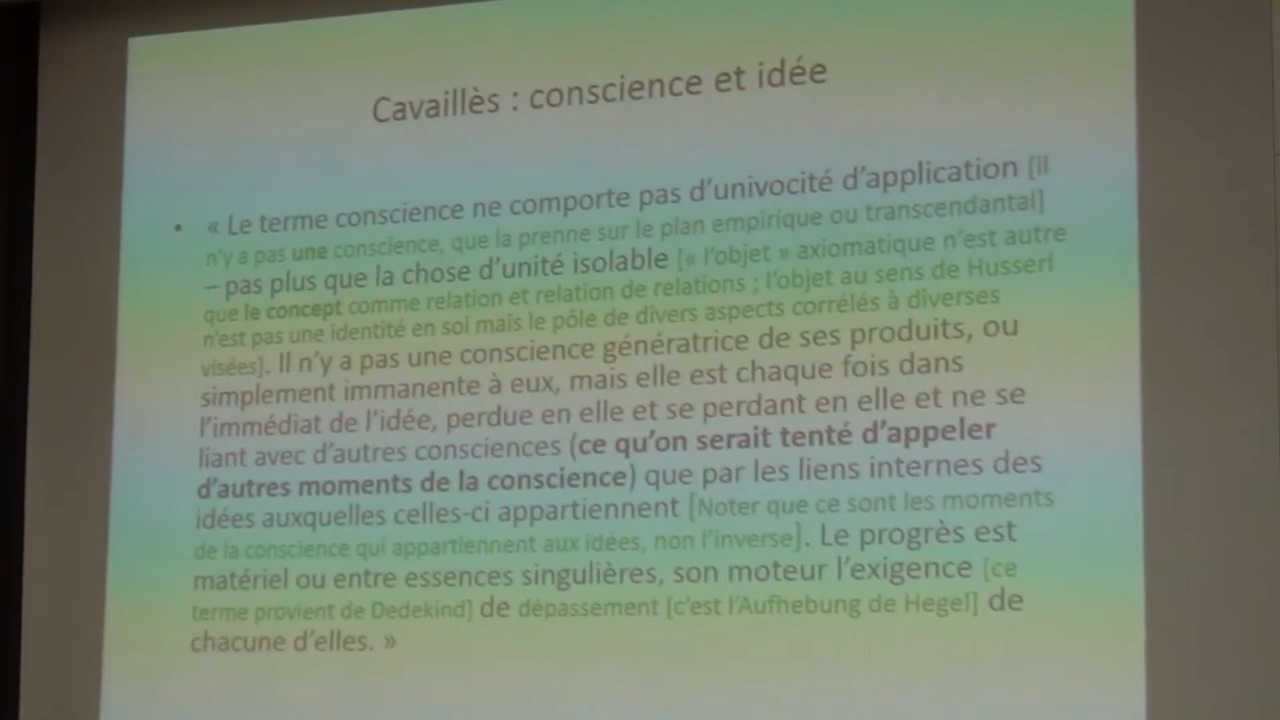 Cavaillès : conscience et idée
• « Le terme conscience ne comporte pas d'univocité d'application [il
n'y a pas une conscience, que la prenne sur le plan empirique ou transcendantal]
– pas plus que la chose d'unité isolable [« l'objet » axiomatique n'est autre
que le concept comme relation et relation de relations ; l'objet au sens de Husserl
n'est pas une identité en soi mais le pôle de divers aspects corrélés à diverses
visées]. Il n'y a pas une conscience génératrice de ses produits, ou
simplement immanente à eux, mais elle est chaque fois dans
l'immédiat de l'idée, perdue en elle et se perdant en elle et ne se
liant avec d'autres consciences (ce qu'on serait tenté d'appeler
d'autres moments de la conscience) que par les liens internes des
idées auxquelles celles-ci appartiennent [Noter que ce sont les moments
de la conscience qui appartiennent aux idées, non l'inverse]. Le progrès est
matériel ou entre essences singulières, son moteur l'exigence [ce
terme provient de Dedekind] de dépassement [c'est l'Aufhebung de Hegel] de
chacune d'elles. »